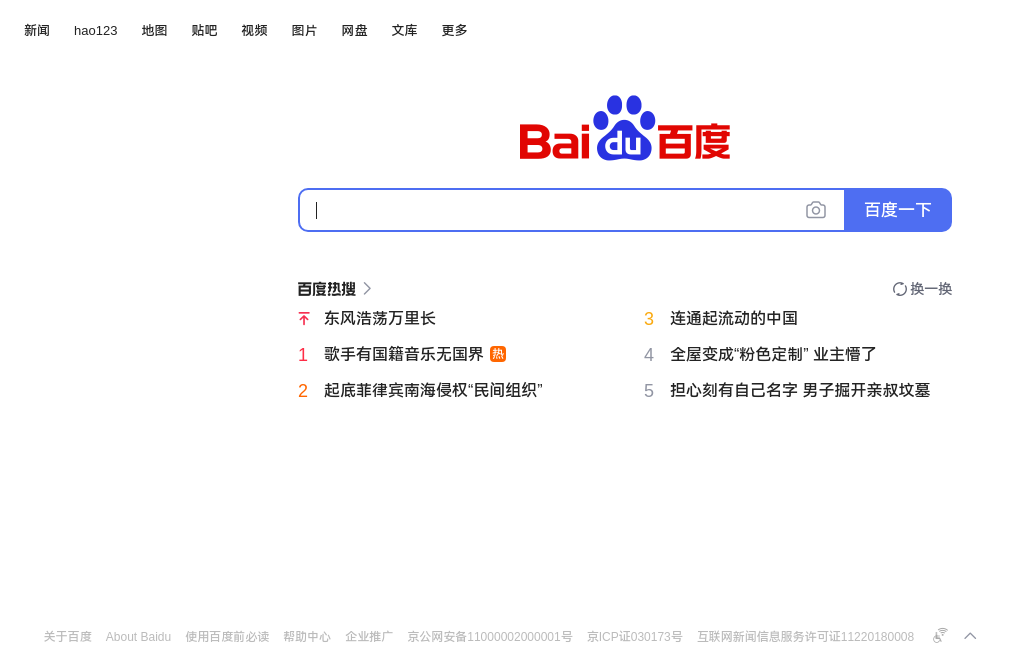 新闻 hao123 地图 贴吧 视频 图片 网盘 文库 更多
Bai du 百度
百度一下
百度热搜 换一换
东风浩荡万里长
1 歌手有国籍音乐无国界 热
2 起底菲律宾南海侵权“民间组织”
3 连通起流动的中国
4 全屋变成“粉色定制” 业主懵了
5 担心刻有自己名字 男子掘开亲叔坟墓
关于百度 About Baidu 使用百度前必读 帮助中心 企业推广 京公网安备11000002000001号 京ICP证030173号 互联网新闻信息服务许可证11220180008